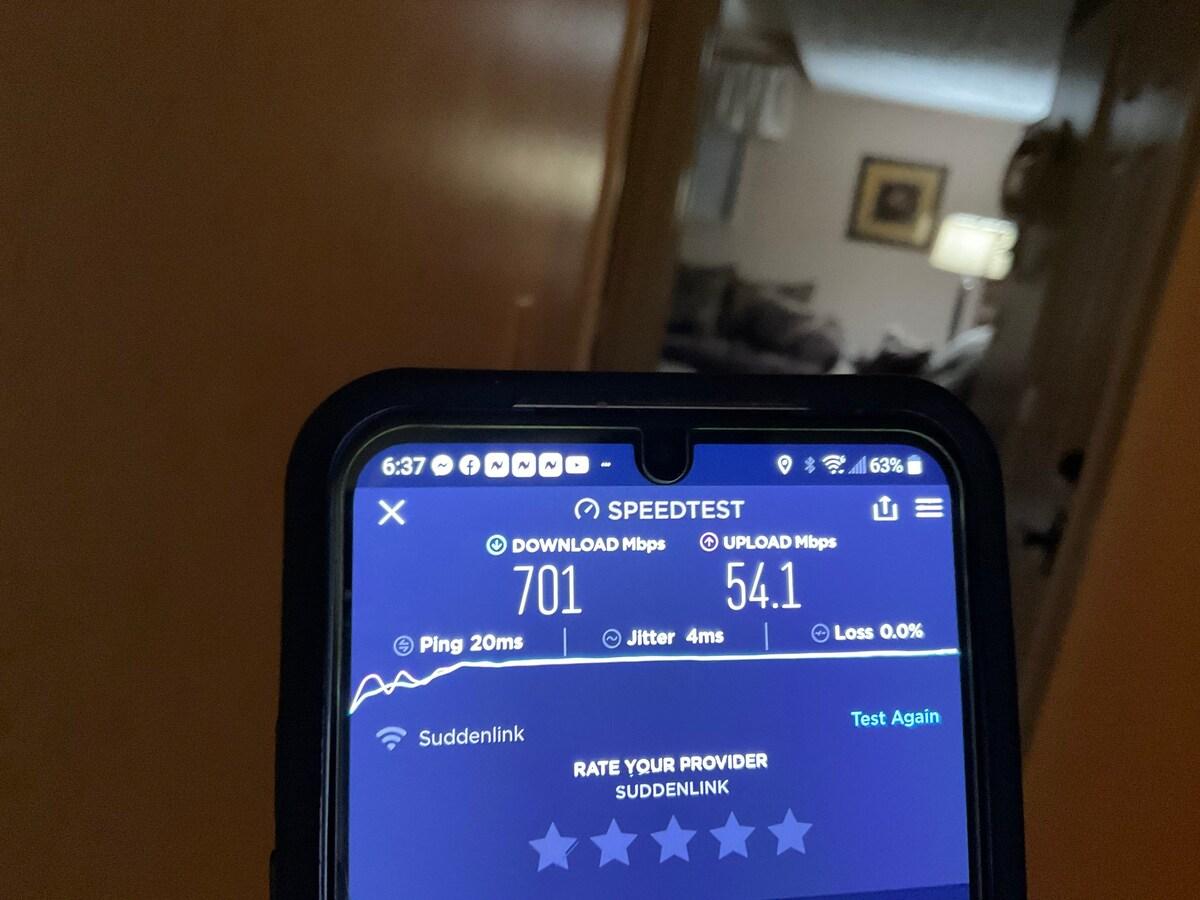 6:37 63%
SPEEDTEST
DOWNLOAD Mbps UPLOAD Mbps
701 54.1
Ping 20ms Jitter 4ms Loss 0.0%
Suddenlink Test Again
RATE YOUR PROVIDER
SUDDENLINK